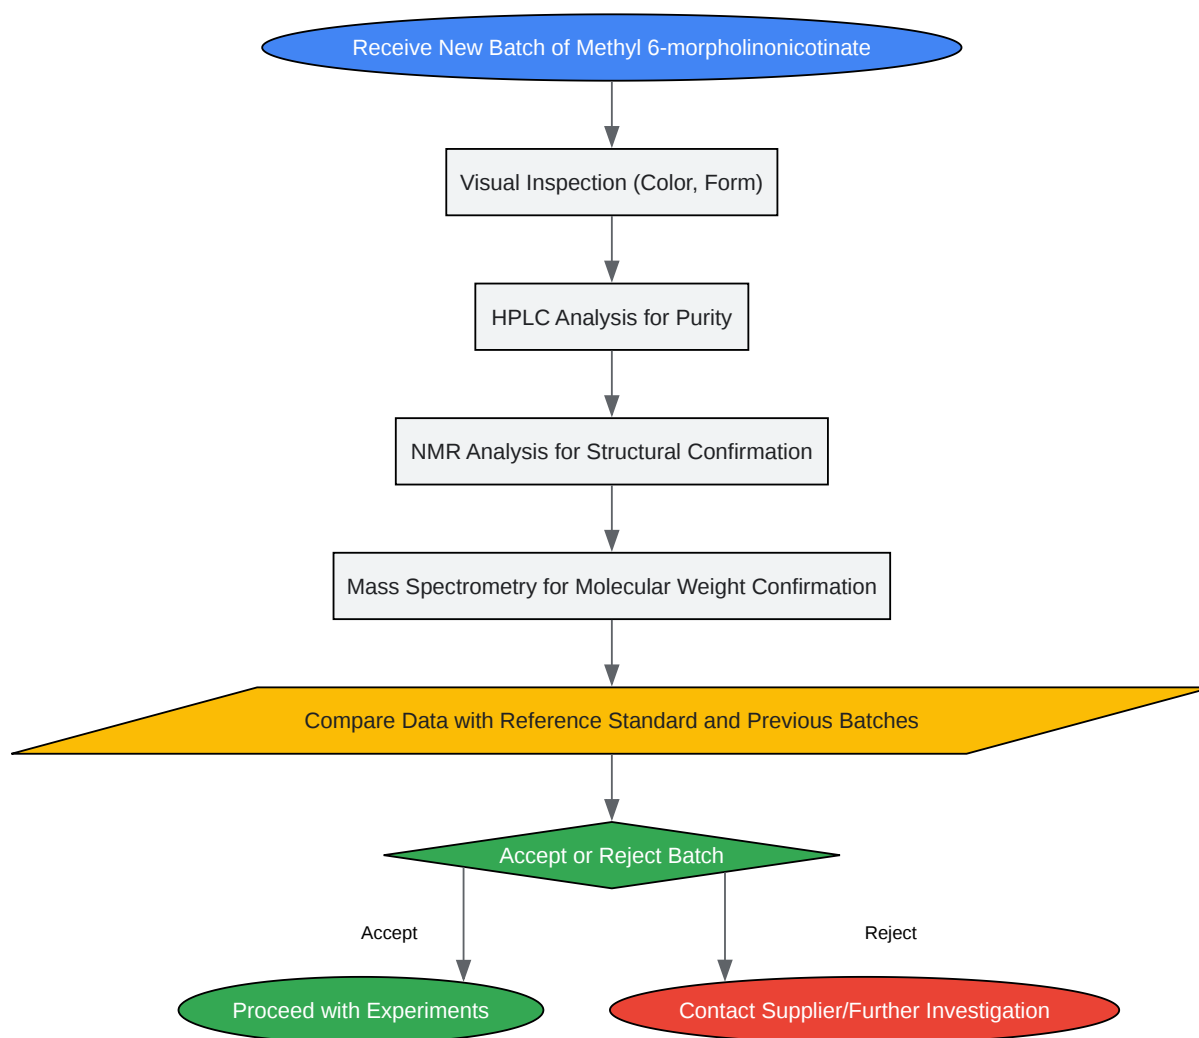 Receive New Batch of Methyl 6-morpholinonicotinate
Visual Inspection (Color, Form)
HPLC Analysis for Purity
NMR Analysis for Structural Confirmation
Mass Spectrometry for Molecular Weight Confirmation
Compare Data with Reference Standard and Previous Batches
Accept or Reject Batch
Accept
Reject
Proceed with Experiments
Contact Supplier/Further Investigation